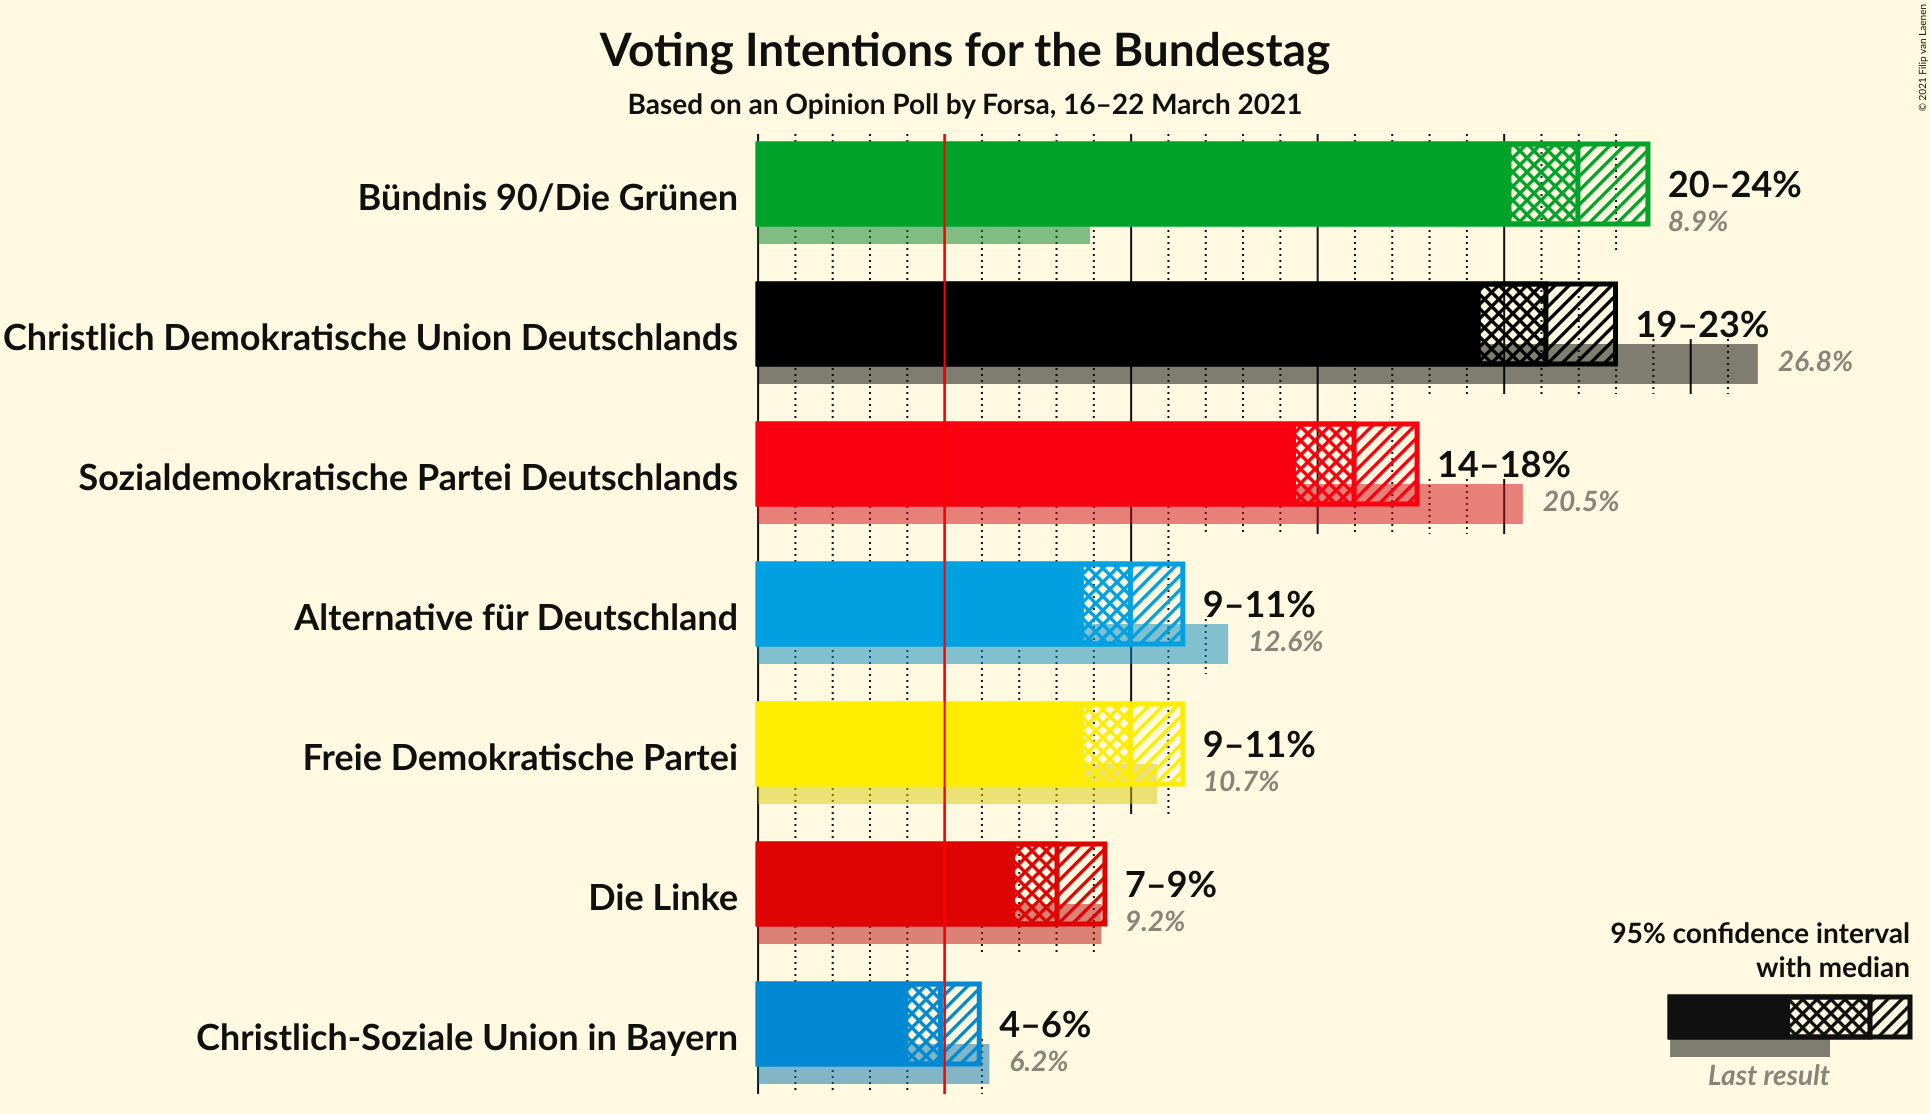 Voting Intentions for the Bundestag
Based on an Opinion Poll by Forsa, 16–22 March 2021
© 2021 Filip van Laenen
Bündnis 90/Die Grünen
20–24%
8.9%
Christlich Demokratische Union Deutschlands
19–23%
26.8%
Sozialdemokratische Partei Deutschlands
14–18%
20.5%
Alternative für Deutschland
9–11%
12.6%
Freie Demokratische Partei
9–11%
10.7%
Die Linke
7–9%
9.2%
Christlich-Soziale Union in Bayern
4–6%
6.2%
95% confidence interval
with median
Last result